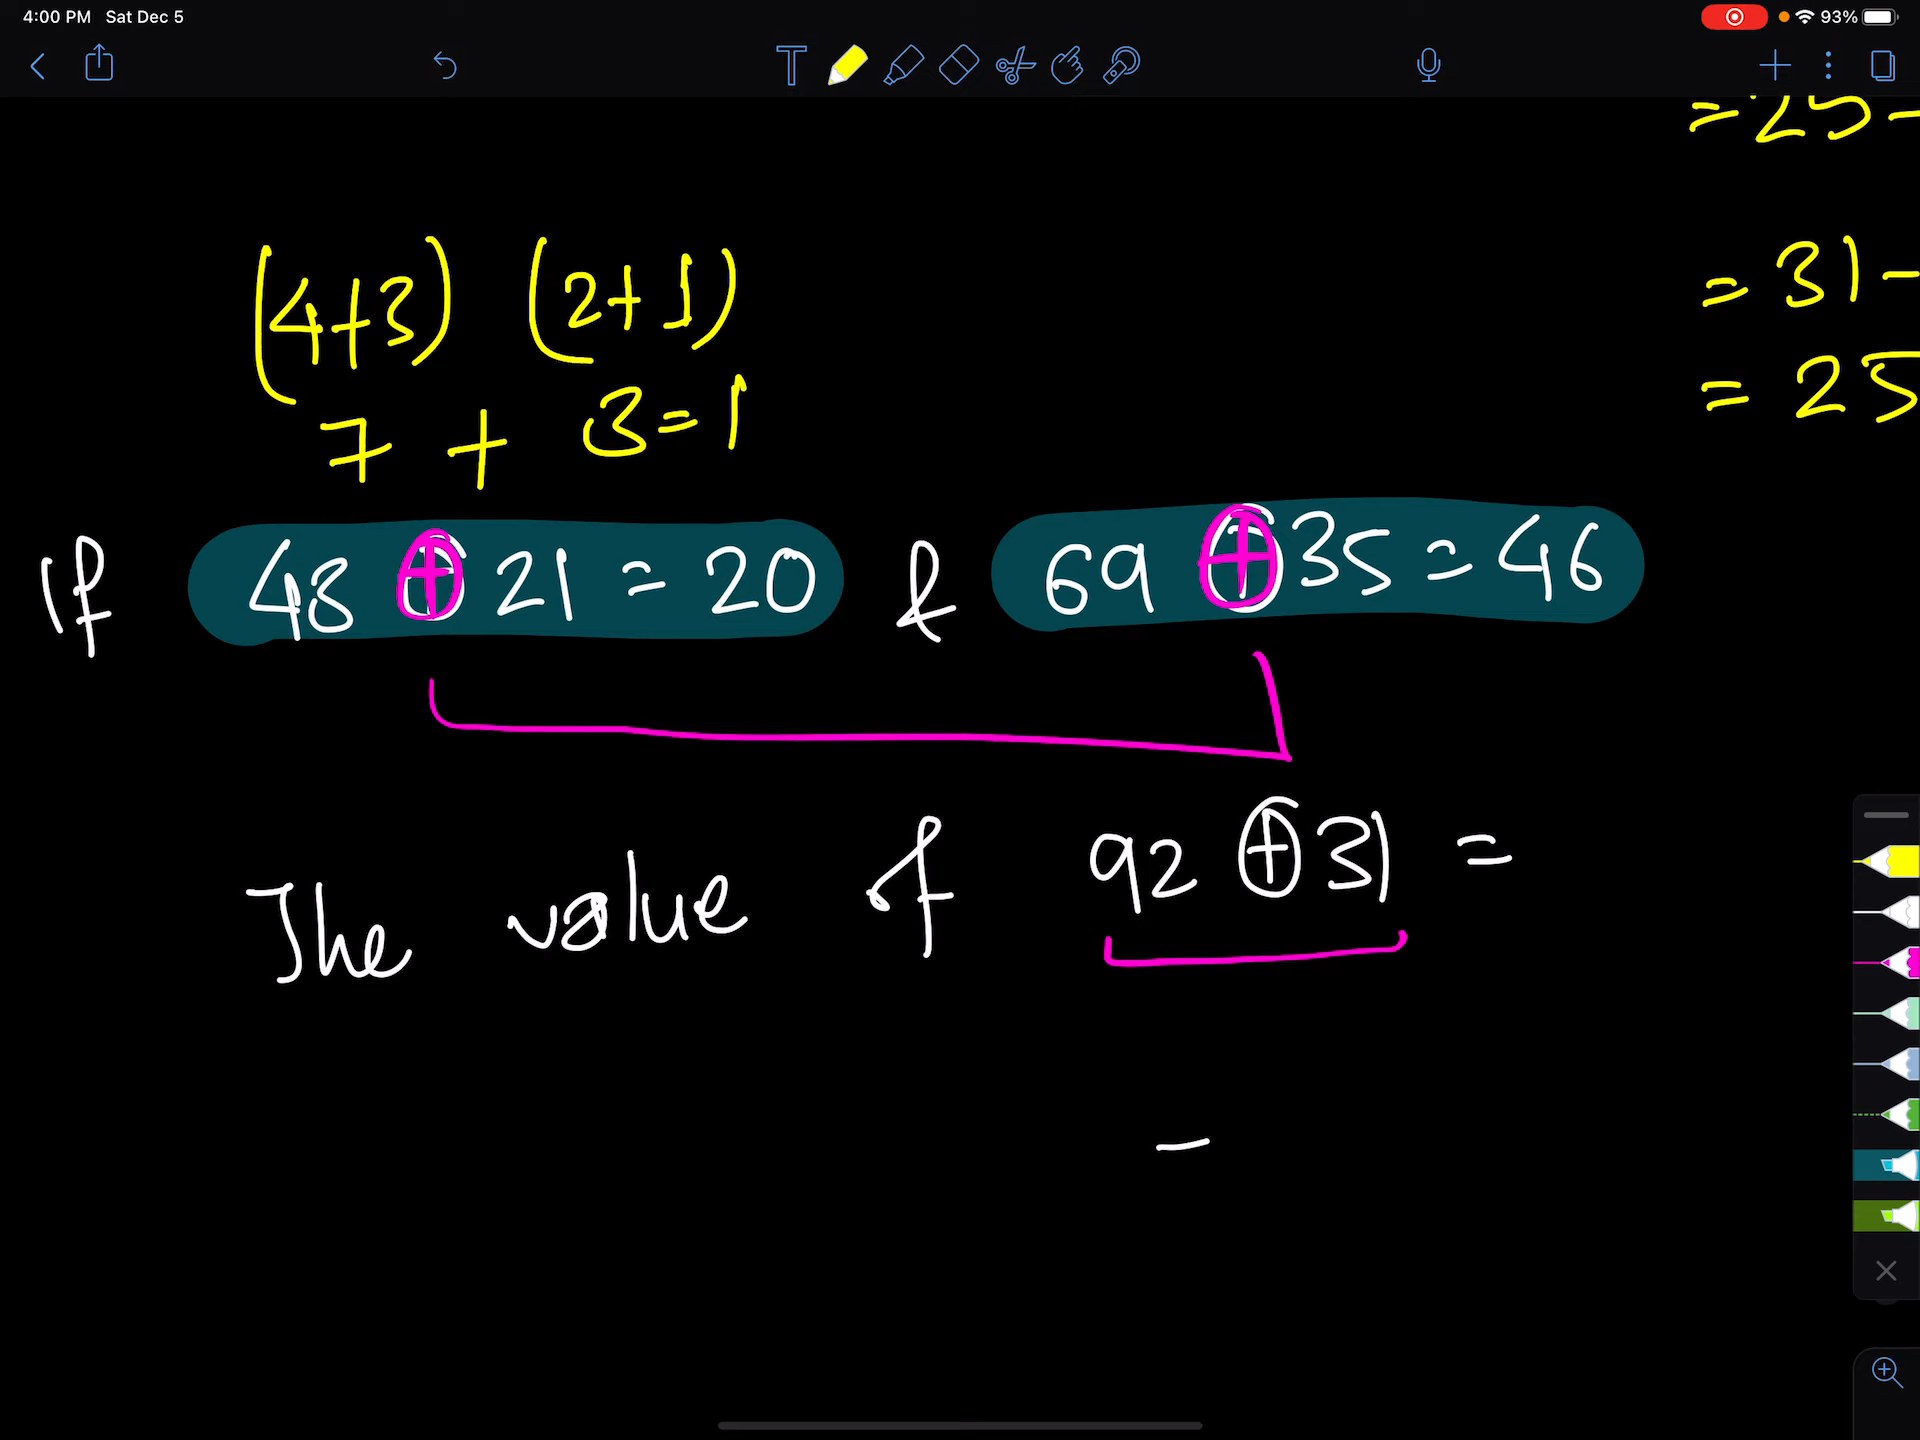 4:00 PM Sat Dec 5
93%
T
= 25 -
(4+3) (2+1)
= 31 -
7 + 3 = 1
= 25
If 43 ⊕ 21 = 20 & 69 ⊕ 35 = 46
The value of 92 ⊕ 31 =
-